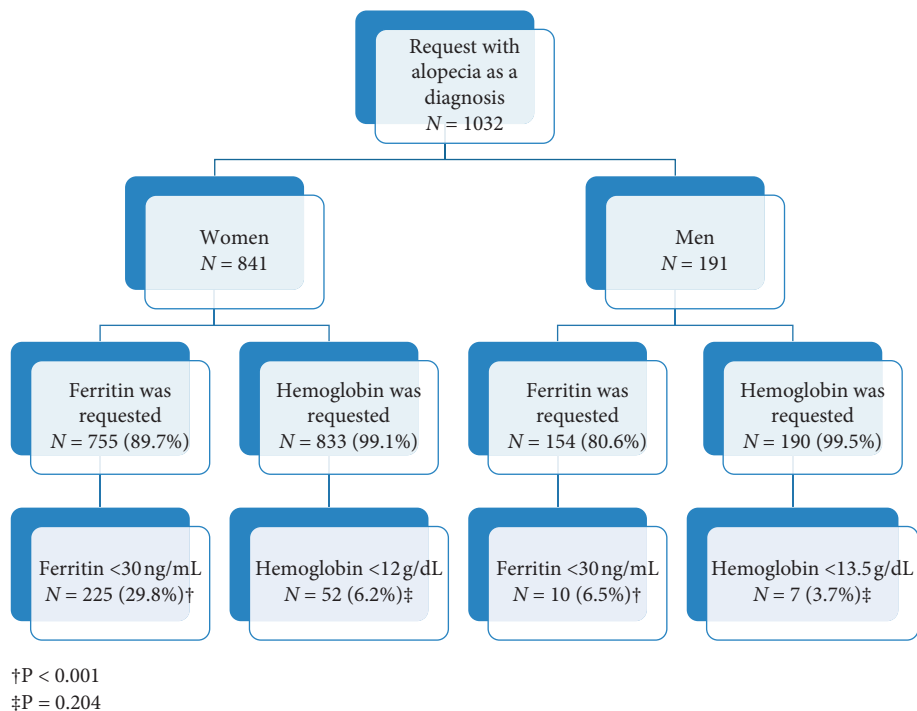 Request with
alopecia as a
diagnosis
N = 1032
Women
N = 841
Men
N = 191
Ferritin was
requested
N = 755 (89.7%)
Hemoglobin was
requested
N = 833 (99.1%)
Ferritin was
requested
N = 154 (80.6%)
Hemoglobin was
requested
N = 190 (99.5%)
Ferritin <30 ng/mL
N = 225 (29.8%)†
Hemoglobin <12 g/dL
N = 52 (6.2%)‡
Ferritin <30 ng/mL
N = 10 (6.5%)†
Hemoglobin <13.5 g/dL
N = 7 (3.7%)‡
†P < 0.001
‡P = 0.204